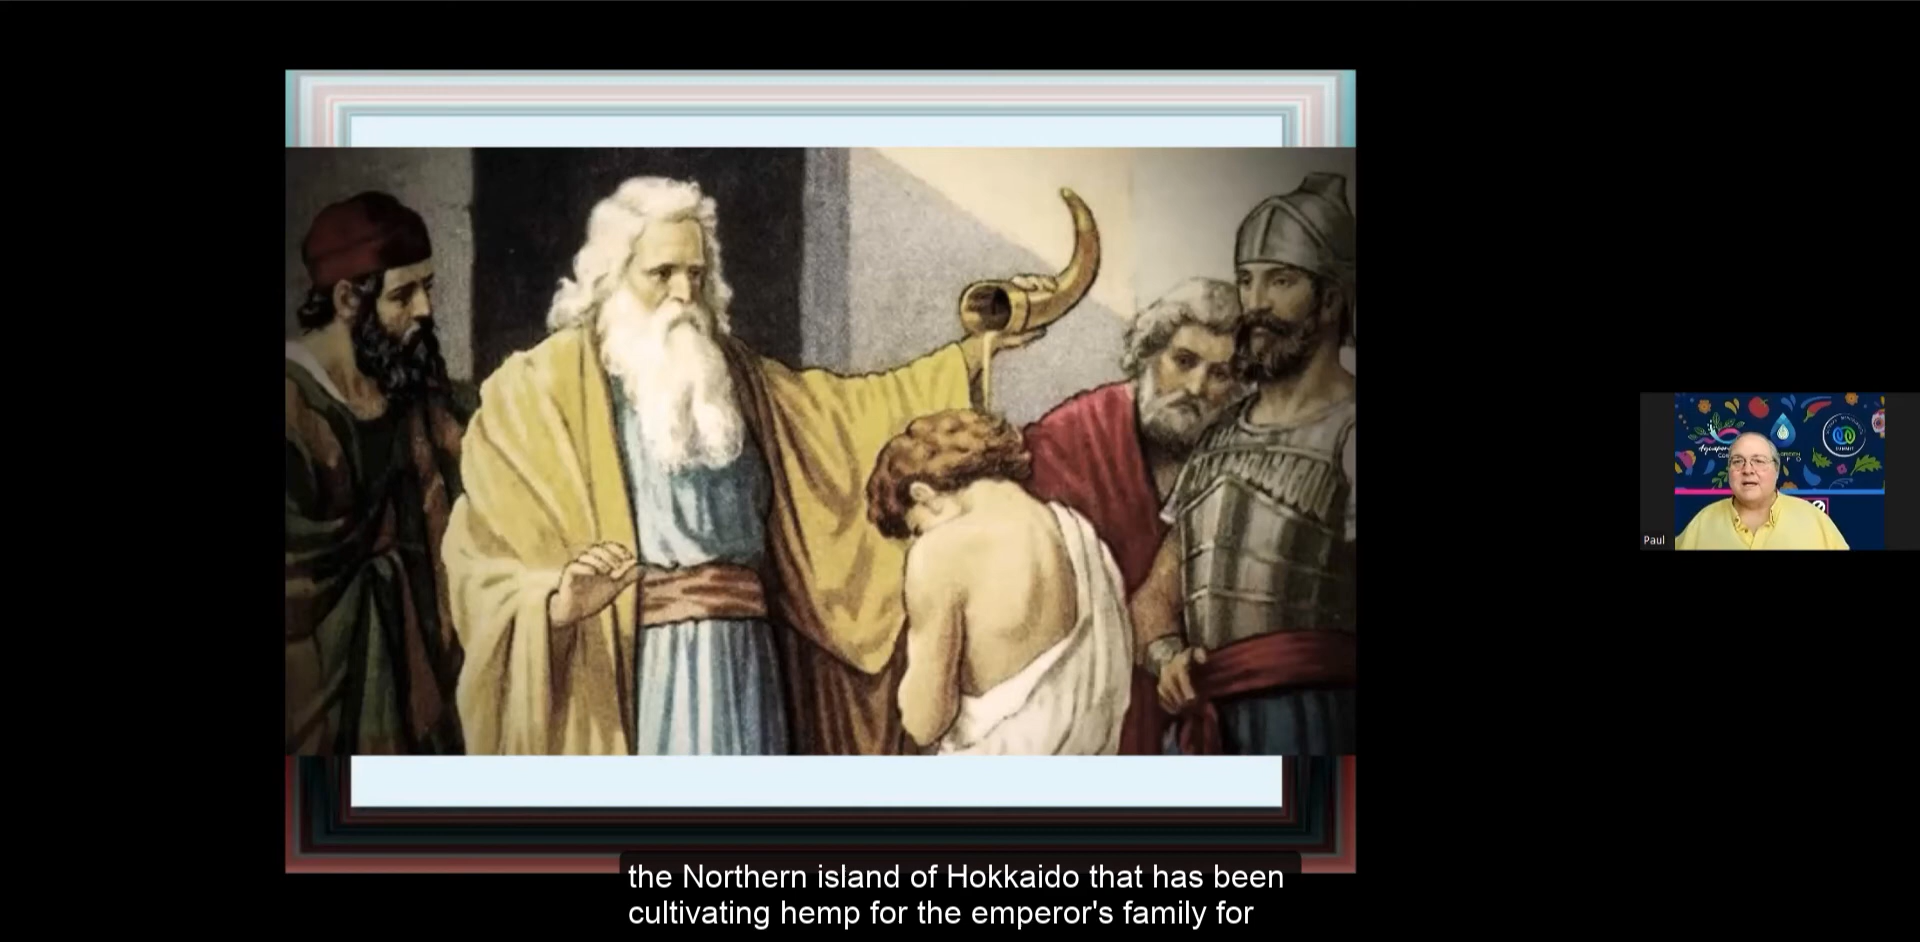 Paul
the Northern island of Hokkaido that has been
cultivating hemp for the emperor's family for